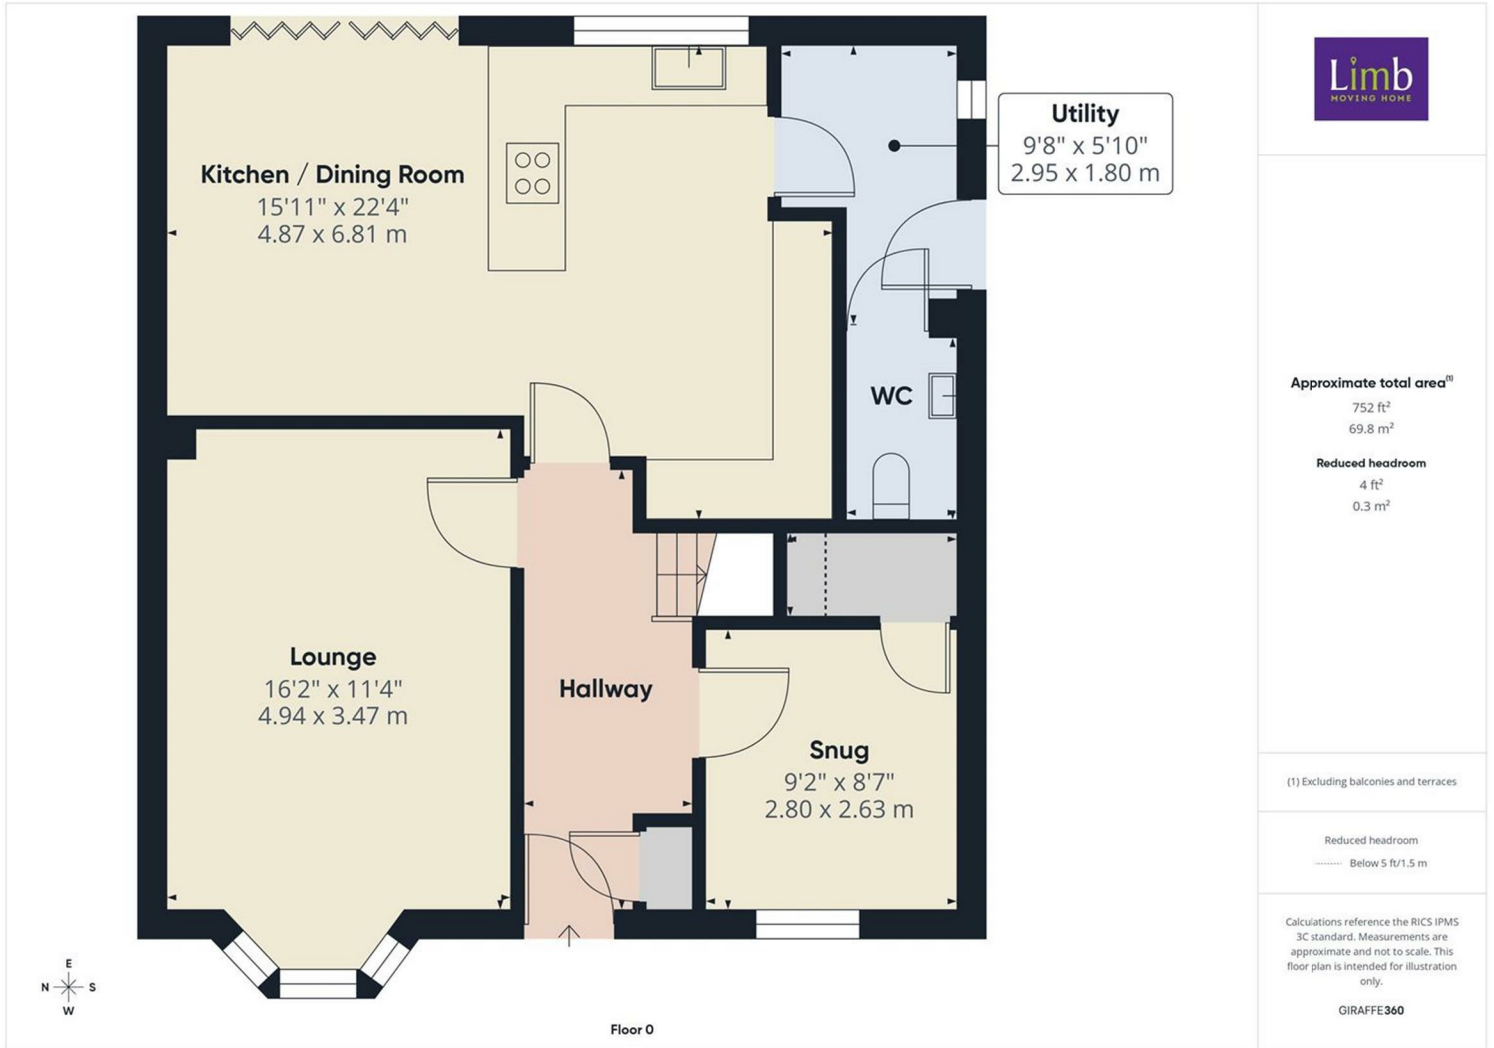 Kitchen / Dining Room
15'11" x 22'4"
4.87 x 6.81 m
Utility
9'8" x 5'10"
2.95 x 1.80 m
WC
Lounge
16'2" x 11'4"
4.94 x 3.47 m
Hallway
Snug
9'2" x 8'7"
2.80 x 2.63 m
E
N S
W
Floor 0
Limb
MOVING HOME
Approximate total area(1)
752 ft²
69.8 m²
Reduced headroom
4 ft²
0.3 m²
(1) Excluding balconies and terraces
Reduced headroom
Below 5 ft/1.5 m
Calculations reference the RICS IPMS
3C standard. Measurements are
approximate and not to scale. This
floor plan is intended for illustration
only.
GIRAFFE360